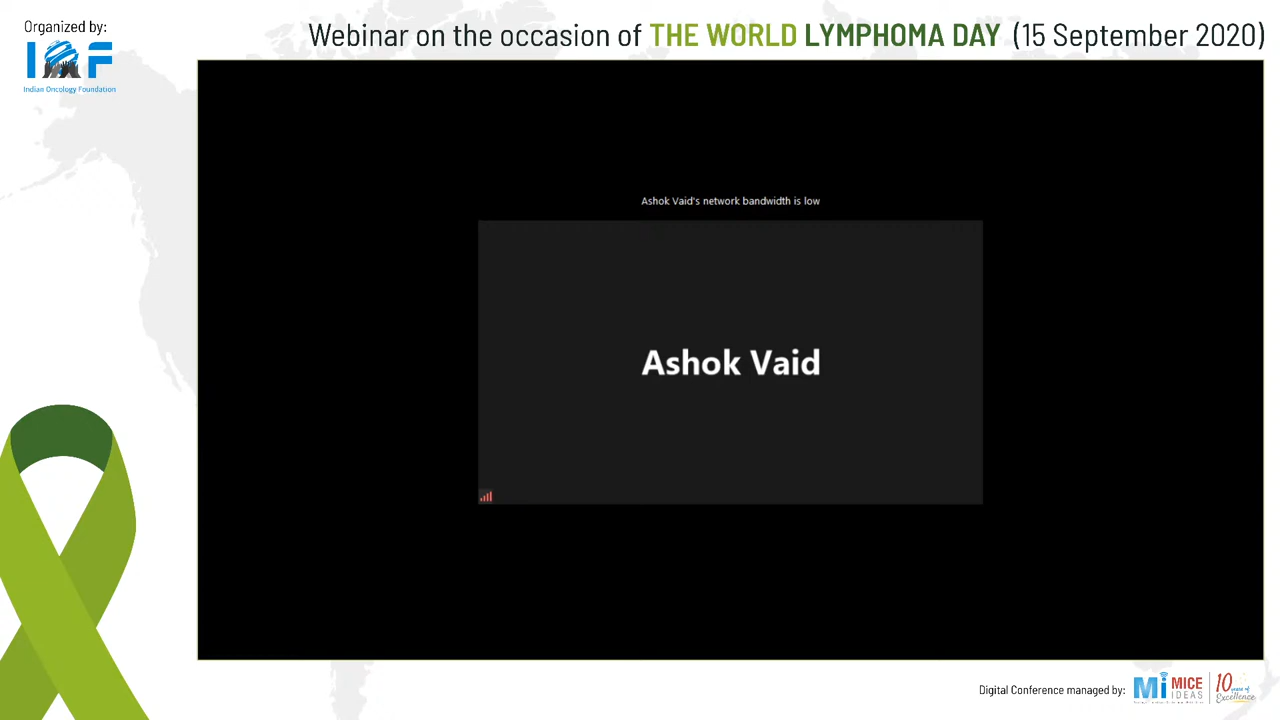 Organized by:
IOF
Indian Oncology Foundation
Webinar on the occasion of THE WORLD LYMPHOMA DAY (15 September 2020)
Ashok Vaid's network bandwidth is low
Ashok Vaid
Digital Conference managed by:
Mi MICE
IDEAS
10 years of
Excellence